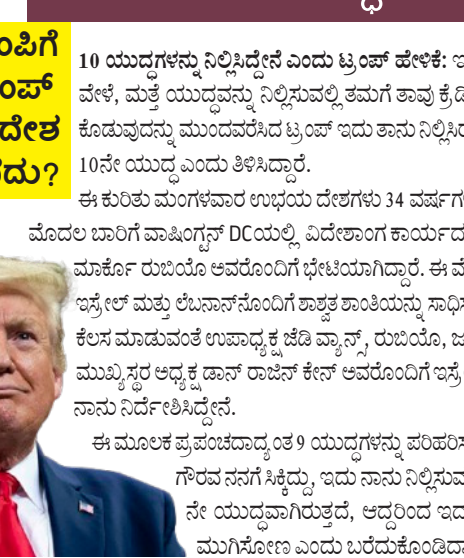 ಧ
ಂಪಿಗೆ
ಂಪ್
ದೇಶ
ದು?
10 ಯುದ್ಧಗಳನ್ನು ನಿಲ್ಲಿಸಿದ್ದೇನೆ ಎಂದು ಟ್ರಂಪ್ ಹೇಳಿಕೆ: ಇ
ವೇಳೆ, ಮತ್ತೆ ಯುದ್ಧವನ್ನು ನಿಲ್ಲಿಸುವಲ್ಲಿ ತಮಗೆ ತಾವು ಕ್ರೆಡಿ
ಕೊಡುವುದನ್ನು ಮುಂದವರೆಸಿದ ಟ್ರಂಪ್ ಇದು ತಾನು ನಿಲ್ಲಿಸಿದ
10ನೇ ಯುದ್ಧ ಎಂದು ತಿಳಿಸಿದ್ದಾರೆ.
ಈ ಕುರಿತು ಮಂಗಳವಾರ ಉಭಯ ದೇಶಗಳು 34 ವರ್ಷಗ
ಮೊದಲ ಬಾರಿಗೆ ವಾಷಿಂಗ್ಟನ್ DCಯಲ್ಲಿ ವಿದೇಶಾಂಗ ಕಾರ್ಯದ
ಮಾರ್ಕೊ ರುಬಿಯೊ ಅವರೊಂದಿಗೆ ಭೇಟಿಯಾಗಿದ್ದಾರೆ. ಈ ಮ
ಇಸ್ರೇಲ್ ಮತ್ತು ಲೆಬನಾನ್‌ನೊಂದಿಗೆ ಶಾಶ್ವತ ಶಾಂತಿಯನ್ನು ಸಾಧಿಸ
ಕೆಲಸ ಮಾಡುವಂತೆ ಉಪಾಧ್ಯಕ್ಷ ಜೆಡಿ ವ್ಯಾನ್ಸ್, ರುಬಿಯೊ, ಜ
ಮುಖ್ಯಸ್ಥರ ಅಧ್ಯಕ್ಷ ಡಾನ್ ರಾಜಿನ್ ಕೇನ್ ಅವರೊಂದಿಗೆ ಇಸ್ರೆ
ನಾನು ನಿರ್ದೇಶಿಸಿದ್ದೇನೆ.
ಈ ಮೂಲಕ ಪ್ರಪಂಚದಾದ್ಯಂತ 9 ಯುದ್ಧಗಳನ್ನು ಪರಿಹರಿಸ
ಗೌರವ ನನಗೆ ಸಿಕ್ಕಿದ್ದು, ಇದು ನಾನು ನಿಲ್ಲಿಸುವ
ನೇ ಯುದ್ಧವಾಗಿರುತ್ತದೆ, ಆದ್ದರಿಂದ ಇದ
ಮುಗಿಸೋಣ ಎಂದು ಬರೆದುಕೊಂಡಿದಾ